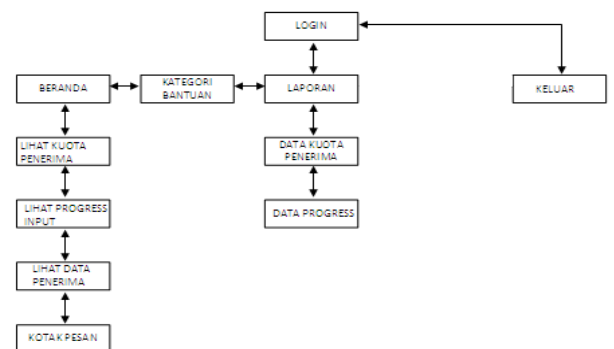 LOGIN
BERANDA
KATEGORI
BANTUAN
LAPORAN
KELUAR
LIHAT KUOTA
PENERIMA
DATA KUOTA
PENERIMA
LIHAT PROGRESS
INPUT
DATA PROGRESS
LIHAT DATA
PENERIMA
KOTAK PESAN